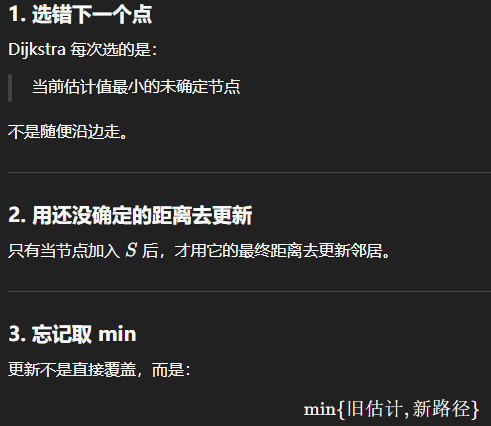 1. 选错下一个点
Dijkstra 每次选的是：
当前估计值最小的未确定节点
不是随便沿边走。
2. 用还没确定的距离去更新
只有当节点加入 S 后，才用它的最终距离去更新邻居。
3. 忘记取 min
更新不是直接覆盖，而是：
min{旧估计, 新路径}